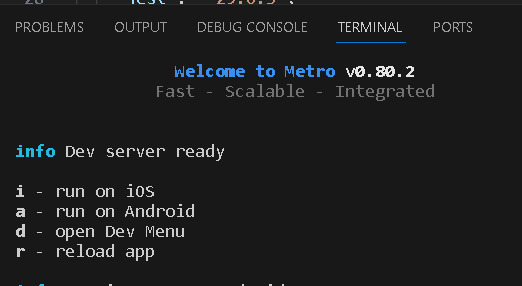 PROBLEMS OUTPUT DEBUG CONSOLE TERMINAL PORTS
Welcome to Metro v0.80.2
Fast - Scalable - Integrated
info Dev server ready
i - run on iOS
a - run on Android
d - open Dev Menu
r - reload app